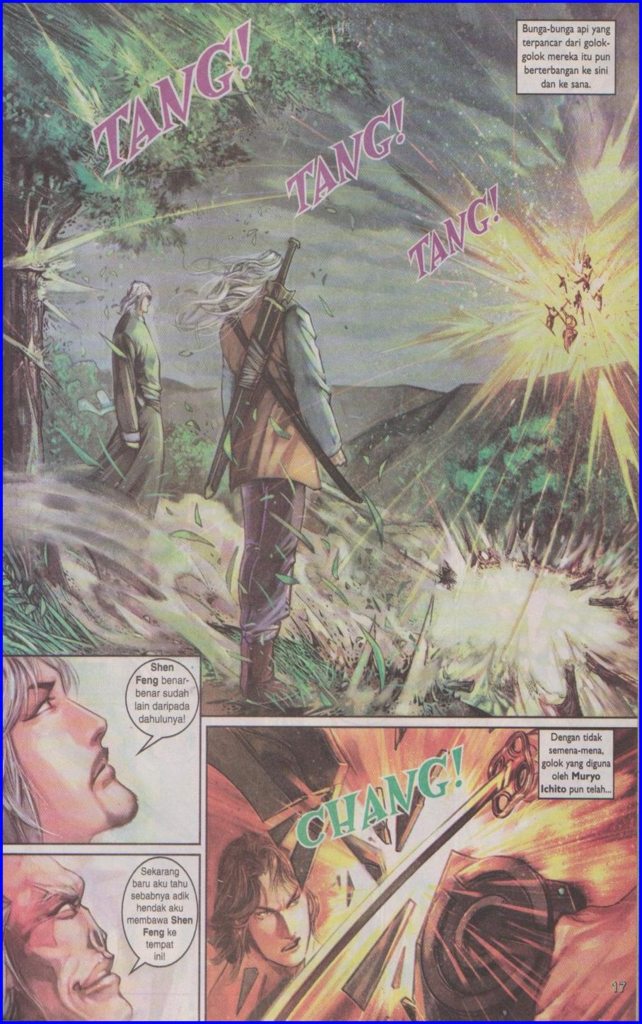 Bunga-bunga api yang
terpancar dari golok-
golok mereka itu pun
berterbangan ke sini
dan ke sana.
TANG!
TANG!
TANG!
Shen
Feng benar-
benar sudah
lain daripada
dahulunya!
Sekarang
baru aku tahu
sebabnya adik
hendak aku
membawa Shen
Feng ke
tempat
ini!
Dengan tidak
semena-mena,
golok yang diguna
oleh Muryo
Ichito pun telah...
CHANG!
17